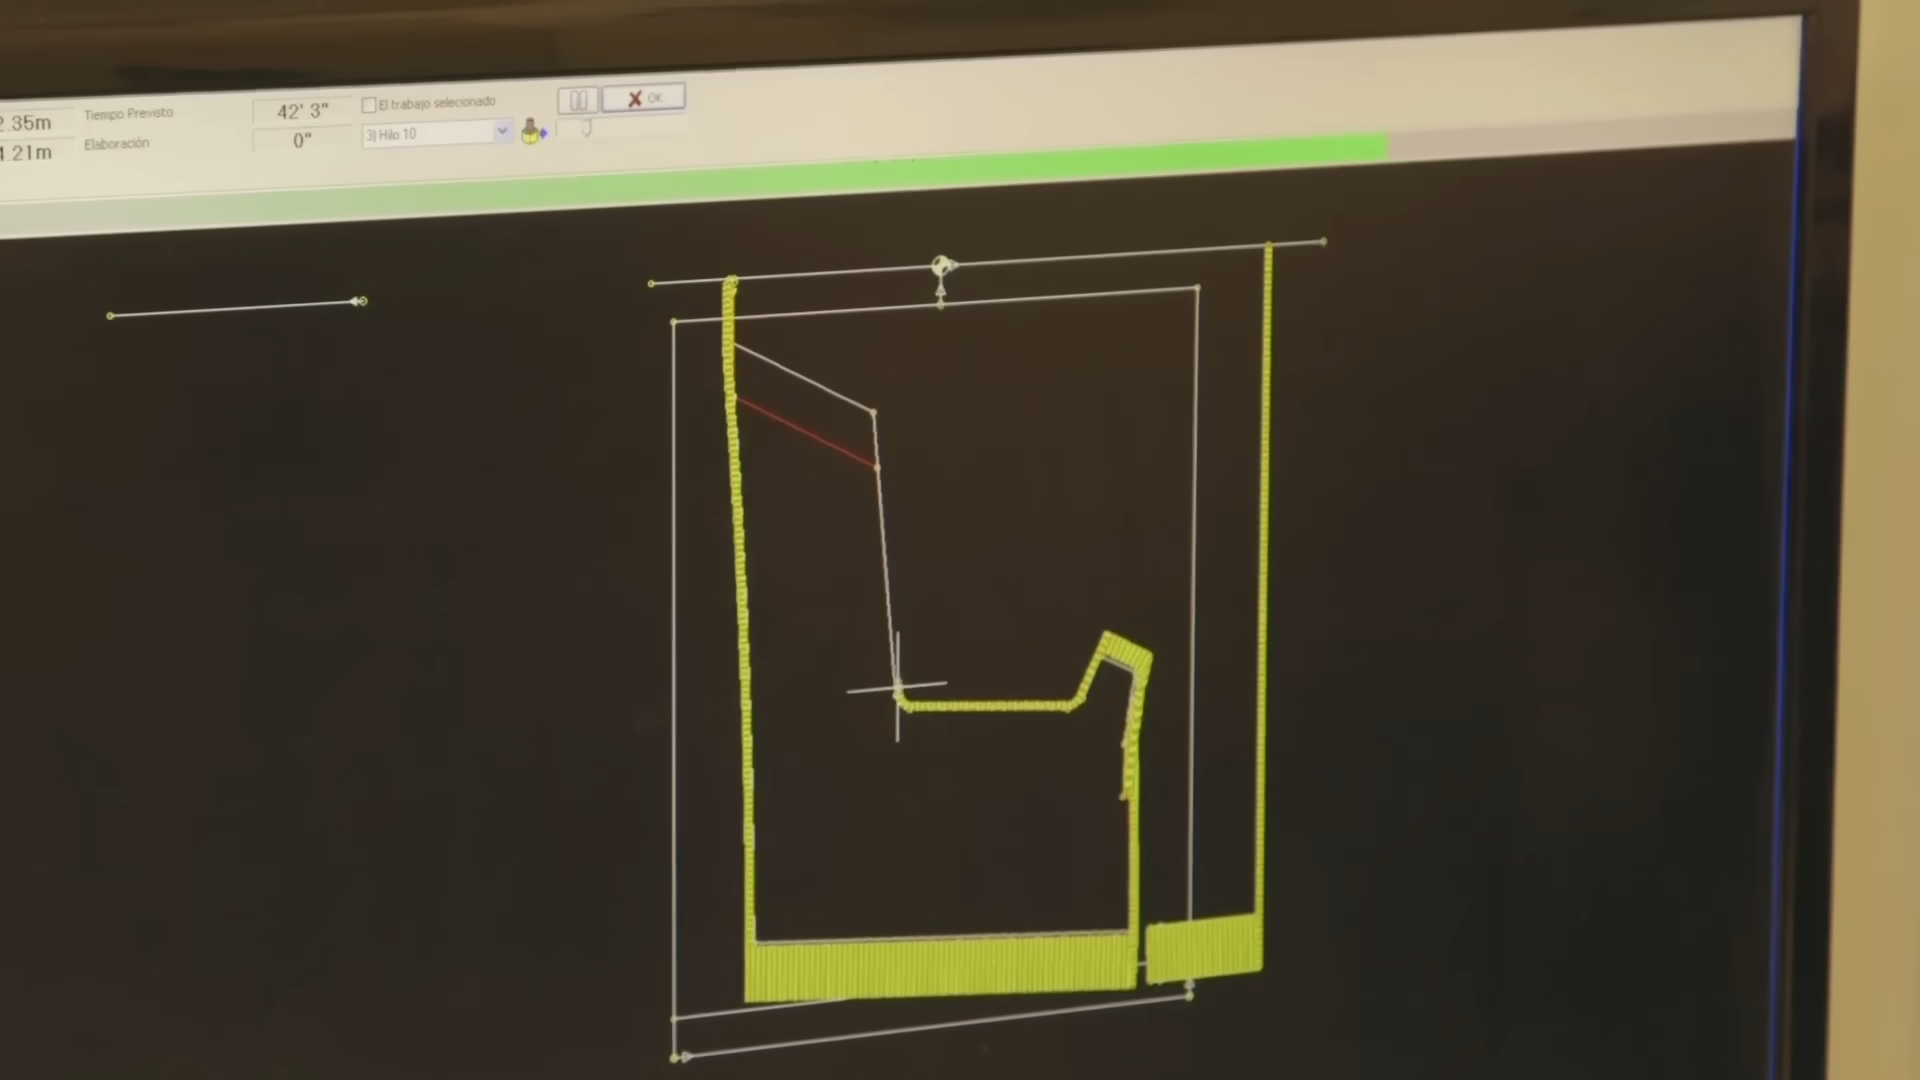 2.35m Tiempo Previsto 42' 3" El trabajo selecionado OK
4.21m Elaboración 0" 3) Hilo 10